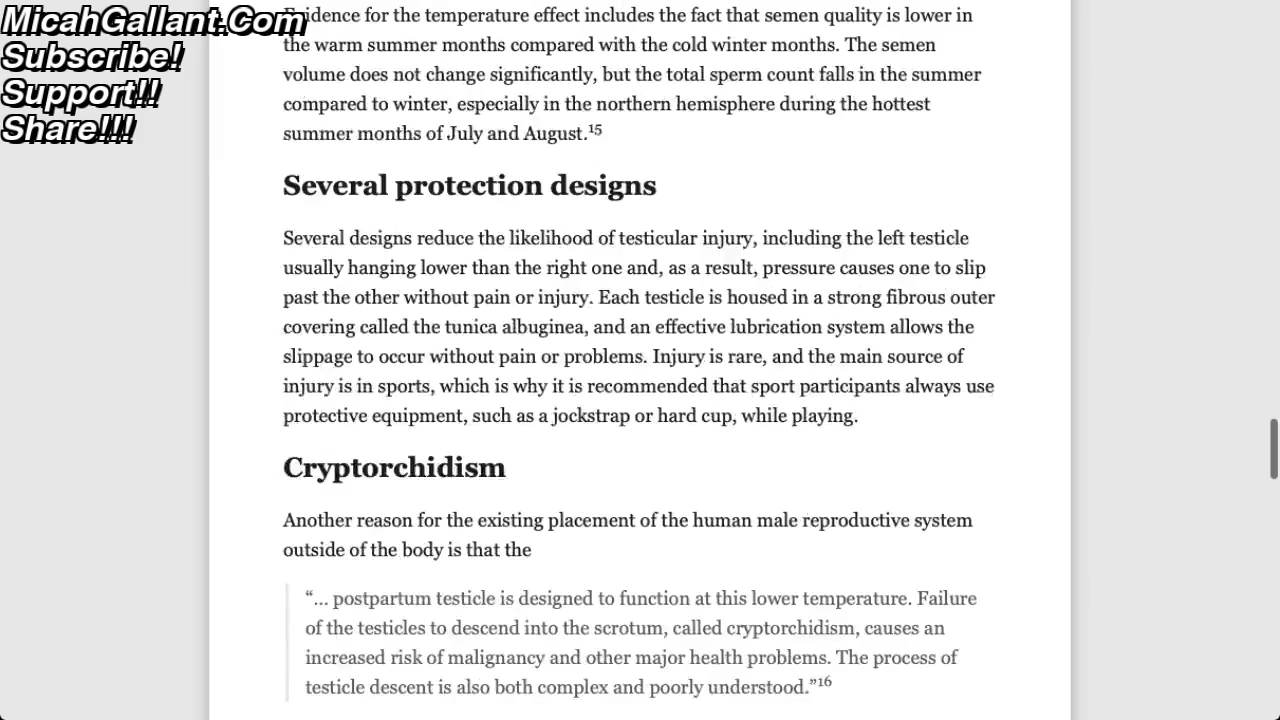 MicahGallant.Com
Subscribe!
Support!!
Share!!!
Evidence for the temperature effect includes the fact that semen quality is lower in
the warm summer months compared with the cold winter months. The semen
volume does not change significantly, but the total sperm count falls in the summer
compared to winter, especially in the northern hemisphere during the hottest
summer months of July and August.15
Several protection designs
Several designs reduce the likelihood of testicular injury, including the left testicle
usually hanging lower than the right one and, as a result, pressure causes one to slip
past the other without pain or injury. Each testicle is housed in a strong fibrous outer
covering called the tunica albuginea, and an effective lubrication system allows the
slippage to occur without pain or problems. Injury is rare, and the main source of
injury is in sports, which is why it is recommended that sport participants always use
protective equipment, such as a jockstrap or hard cup, while playing.
Cryptorchidism
Another reason for the existing placement of the human male reproductive system
outside of the body is that the
“... postpartum testicle is designed to function at this lower temperature. Failure
of the testicles to descend into the scrotum, called cryptorchidism, causes an
increased risk of malignancy and other major health problems. The process of
testicle descent is also both complex and poorly understood.”16